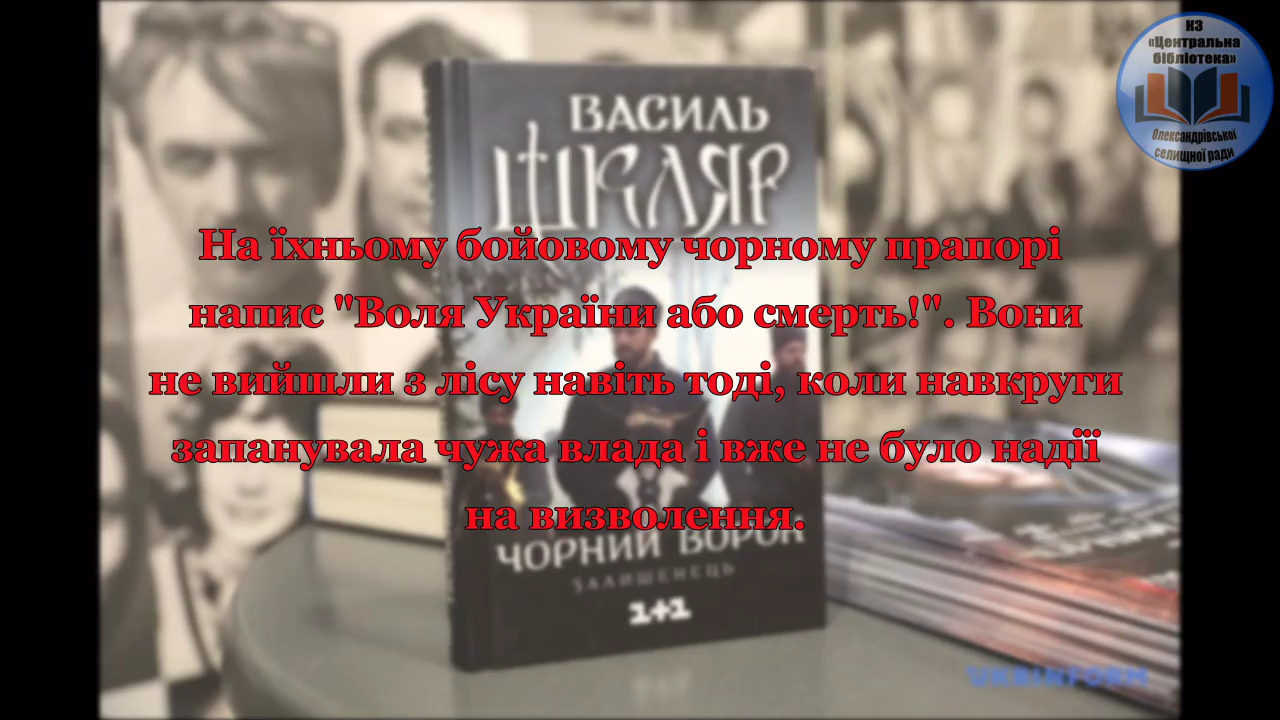 КЗ
«Центральна
бібліотека»
Олександрівської
селищної ради
ВАСИЛЬ
ШКЛЯР
На їхньому бойовому чорному прапорі
напис "Воля України або смерть!". Вони
не вийшли з лісу навіть тоді, коли навкруги
запанувала чужа влада і вже не було надії
на визволення.
ЧОРНИЙ ВОРОН
ЗАЛИШЕНЕЦЬ
1+1
UKRINFORM